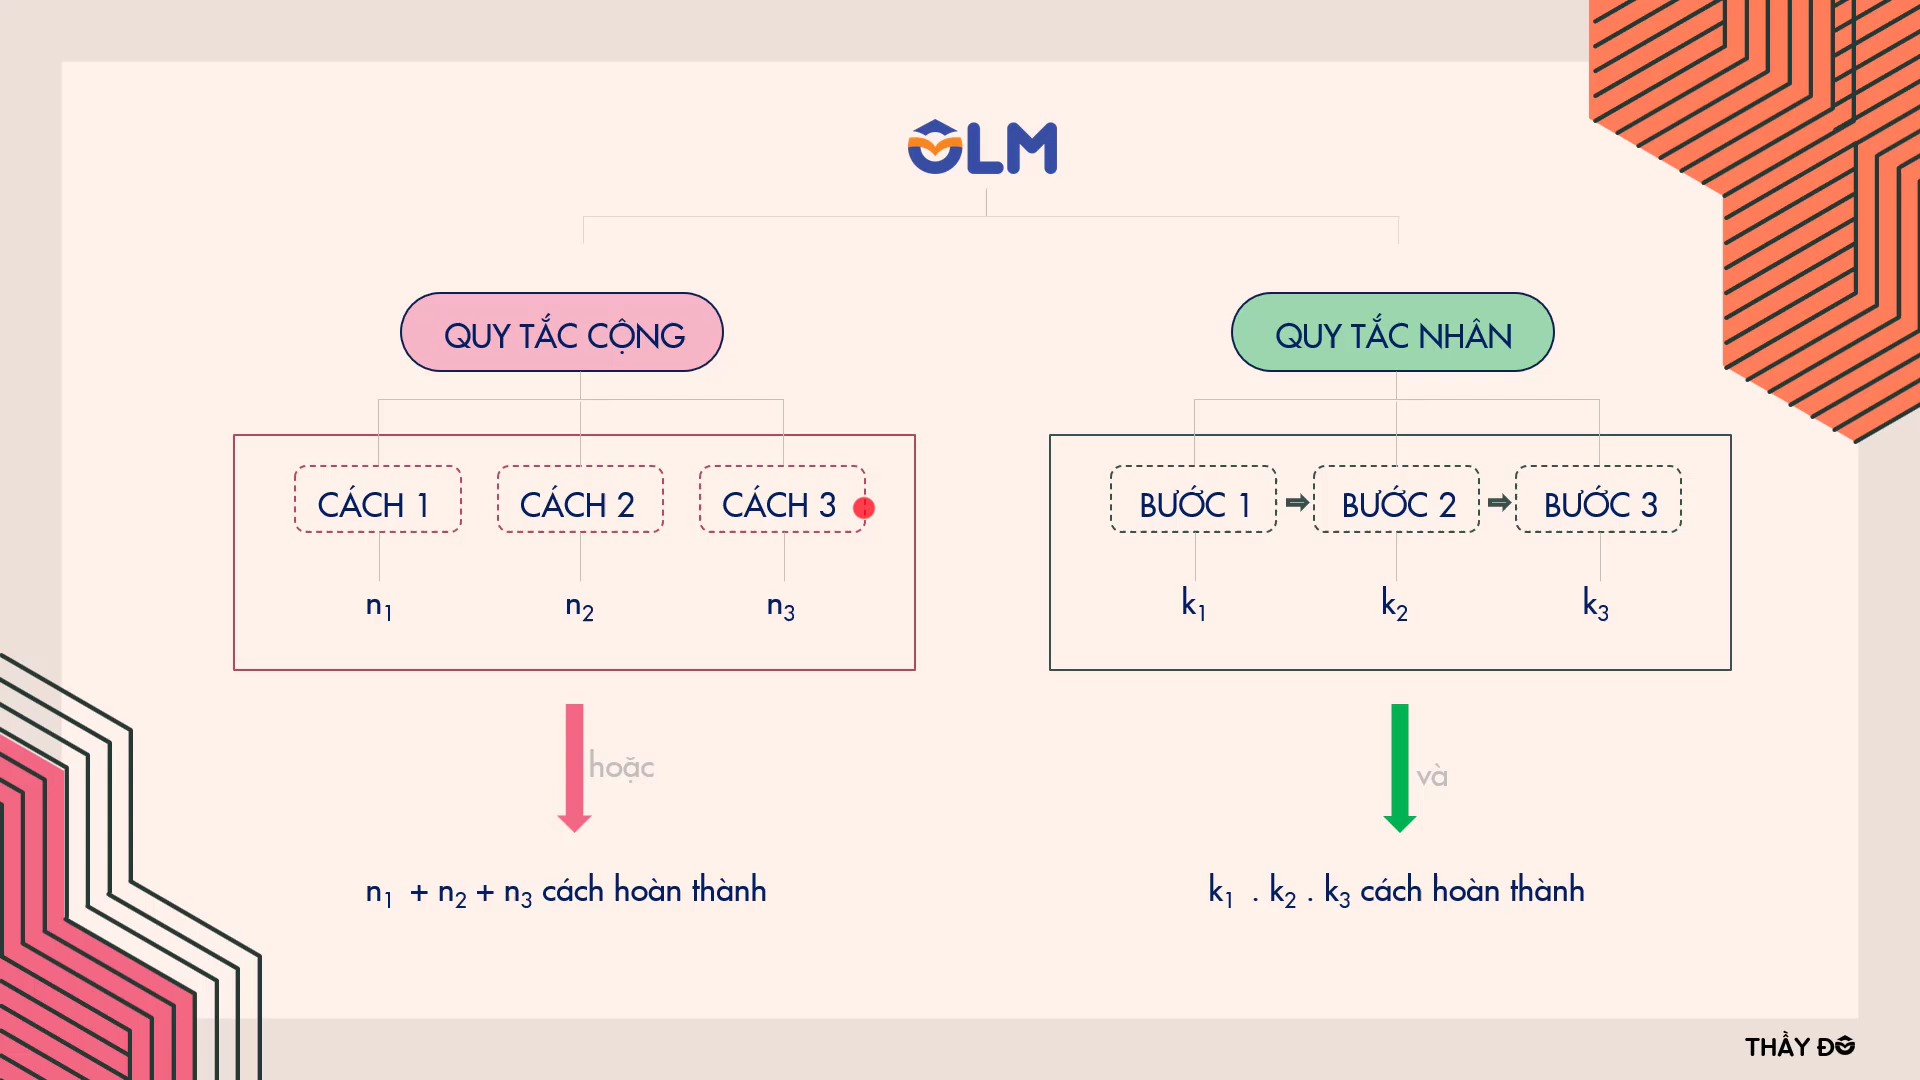 OLM
QUY TẮC CỘNG
QUY TẮC NHÂN
CÁCH 1
CÁCH 2
CÁCH 3
n₁
n₂
n₃
BƯỚC 1
BƯỚC 2
BƯỚC 3
k₁
k₂
k₃
hoặc
và
n₁ + n₂ + n₃ cách hoàn thành
k₁ . k₂ . k₃ cách hoàn thành
THẦY ĐÔ